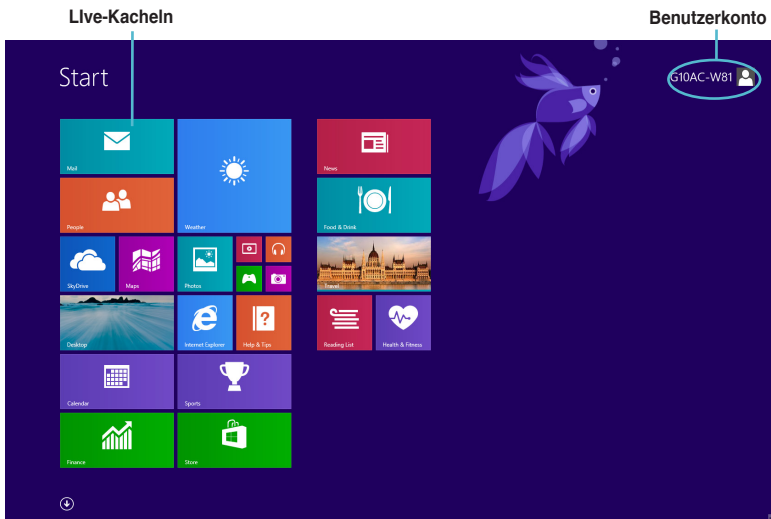 LIve-Kacheln
Benutzerkonto
Start
G10AC-W81
Mail
Weather
News
People
Food & Drink
SkyDrive
Maps
Photos
Travel
Desktop
Internet Explorer
Help & Tips
Reading List
Health & Fitness
Calendar
Sports
Finance
Store